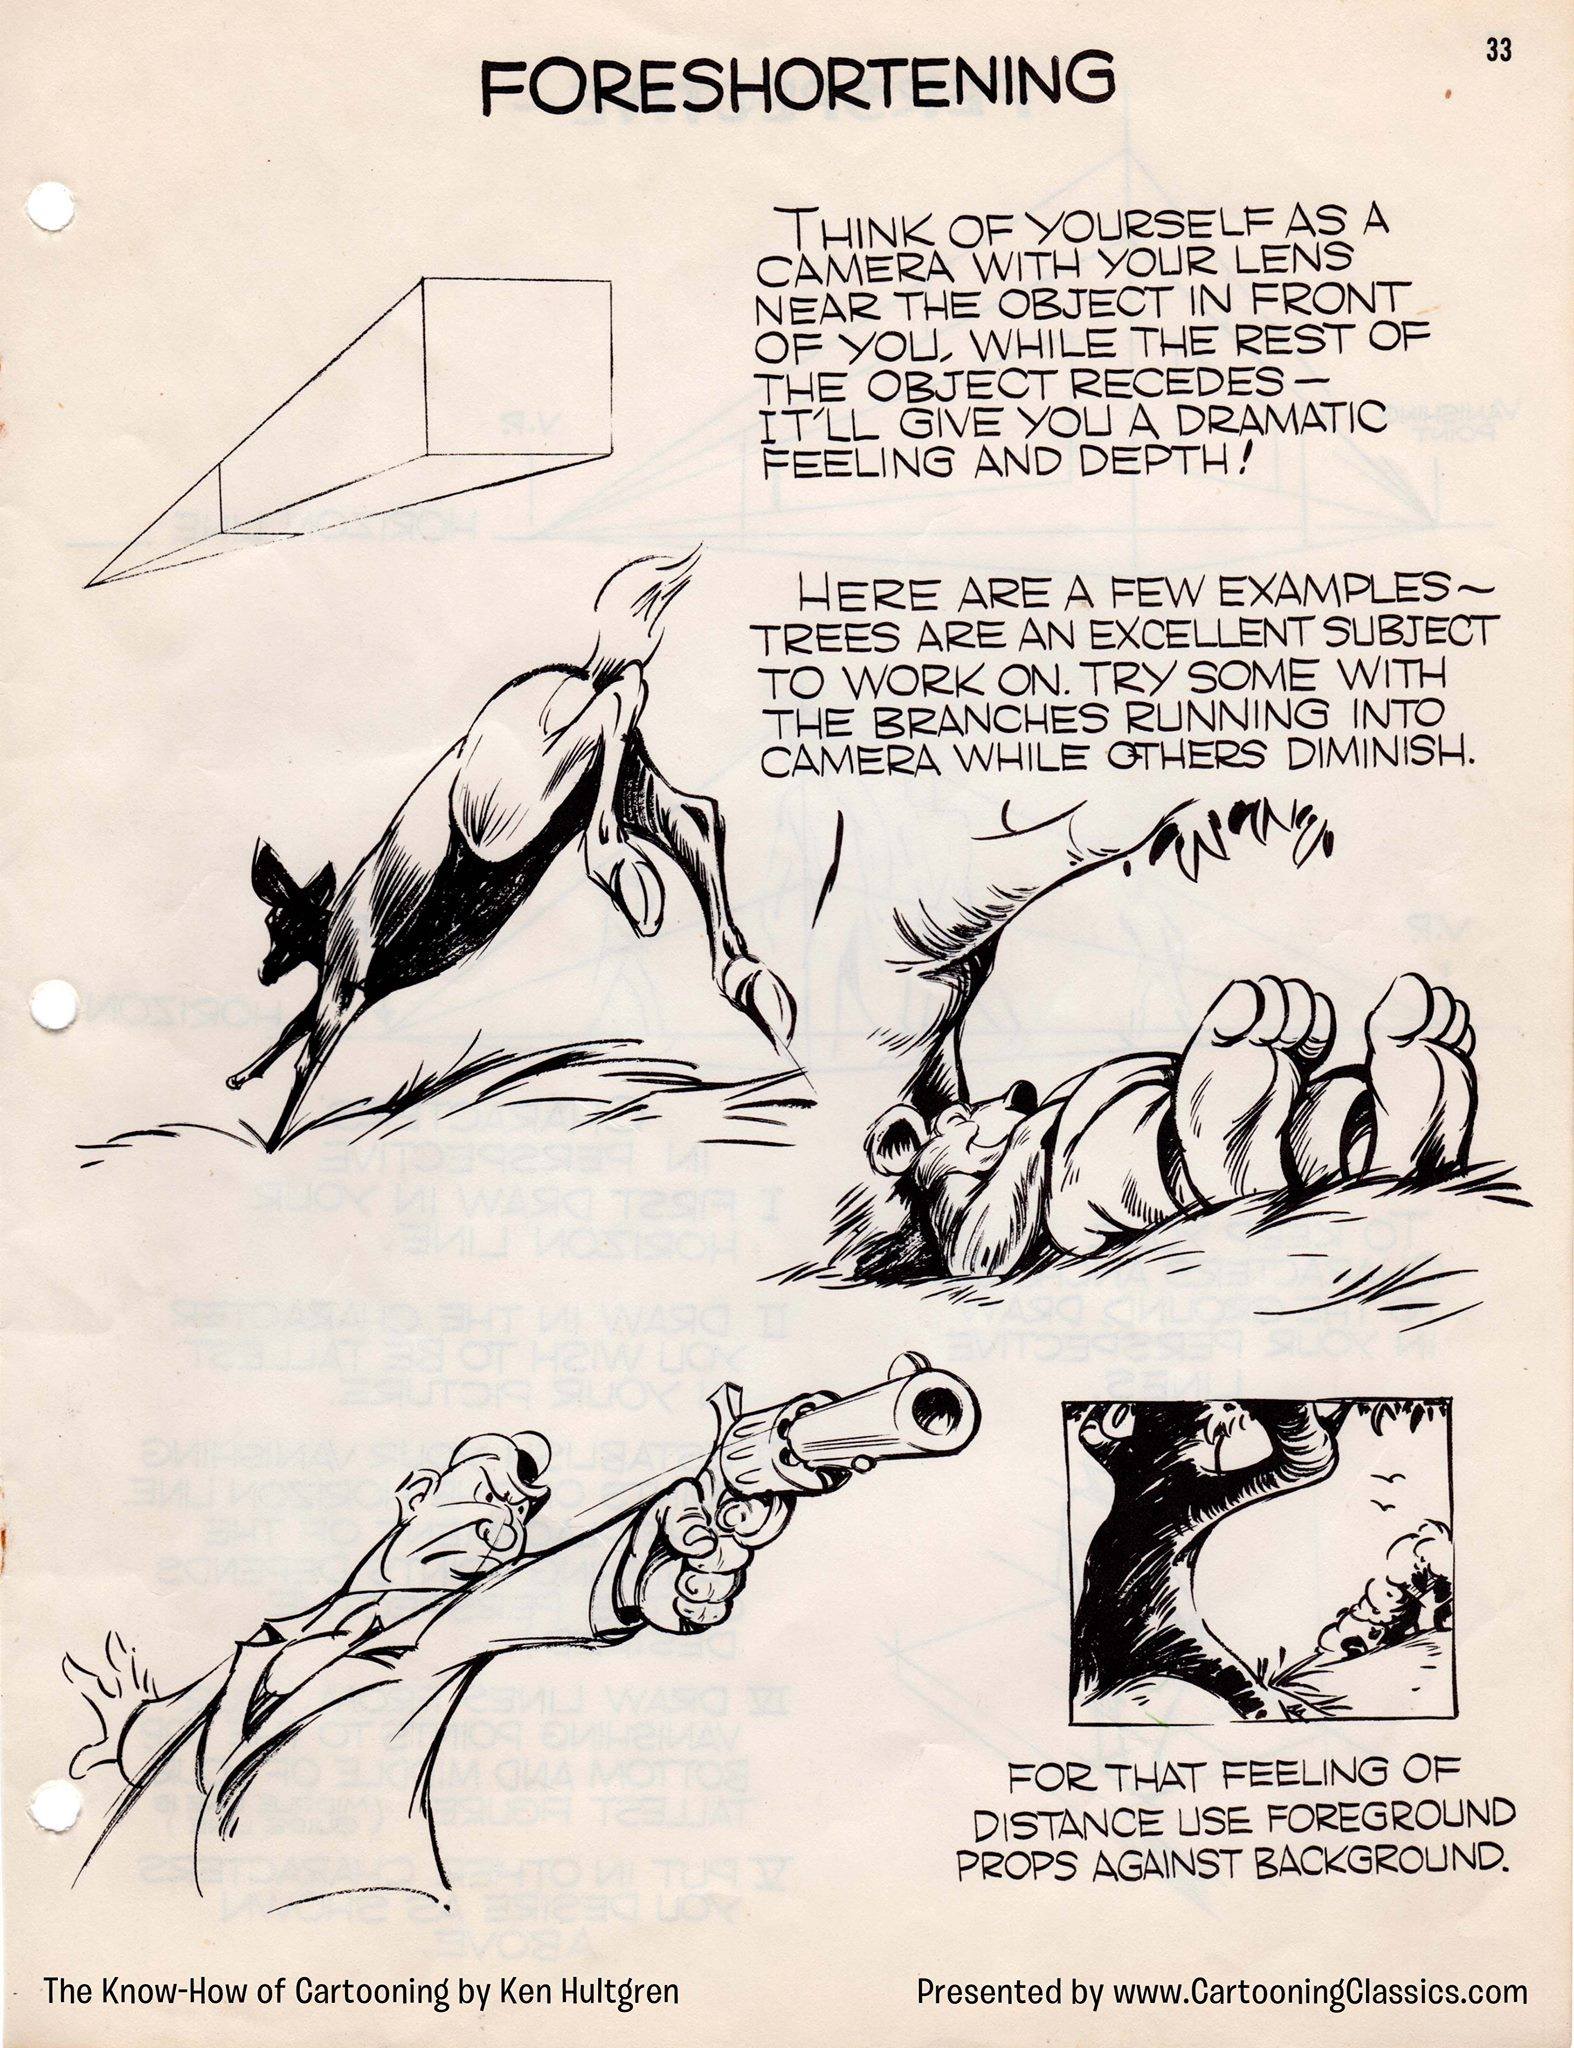 33
FORESHORTENING
THINK OF YOURSELF AS A
CAMERA WITH YOUR LENS
NEAR THE OBJECT IN FRONT
OF YOU, WHILE THE REST OF
THE OBJECT RECEDES—
IT'LL GIVE YOU A DRAMATIC
FEELING AND DEPTH!
HERE ARE A FEW EXAMPLES~
TREES ARE AN EXCELLENT SUBJECT
TO WORK ON. TRY SOME WITH
THE BRANCHES RUNNING INTO
CAMERA WHILE OTHERS DIMINISH.
FOR THAT FEELING OF
DISTANCE USE FOREGROUND
PROPS AGAINST BACKGROUND.
The Know-How of Cartooning by Ken Hultgren
Presented by www.CartooningClassics.com